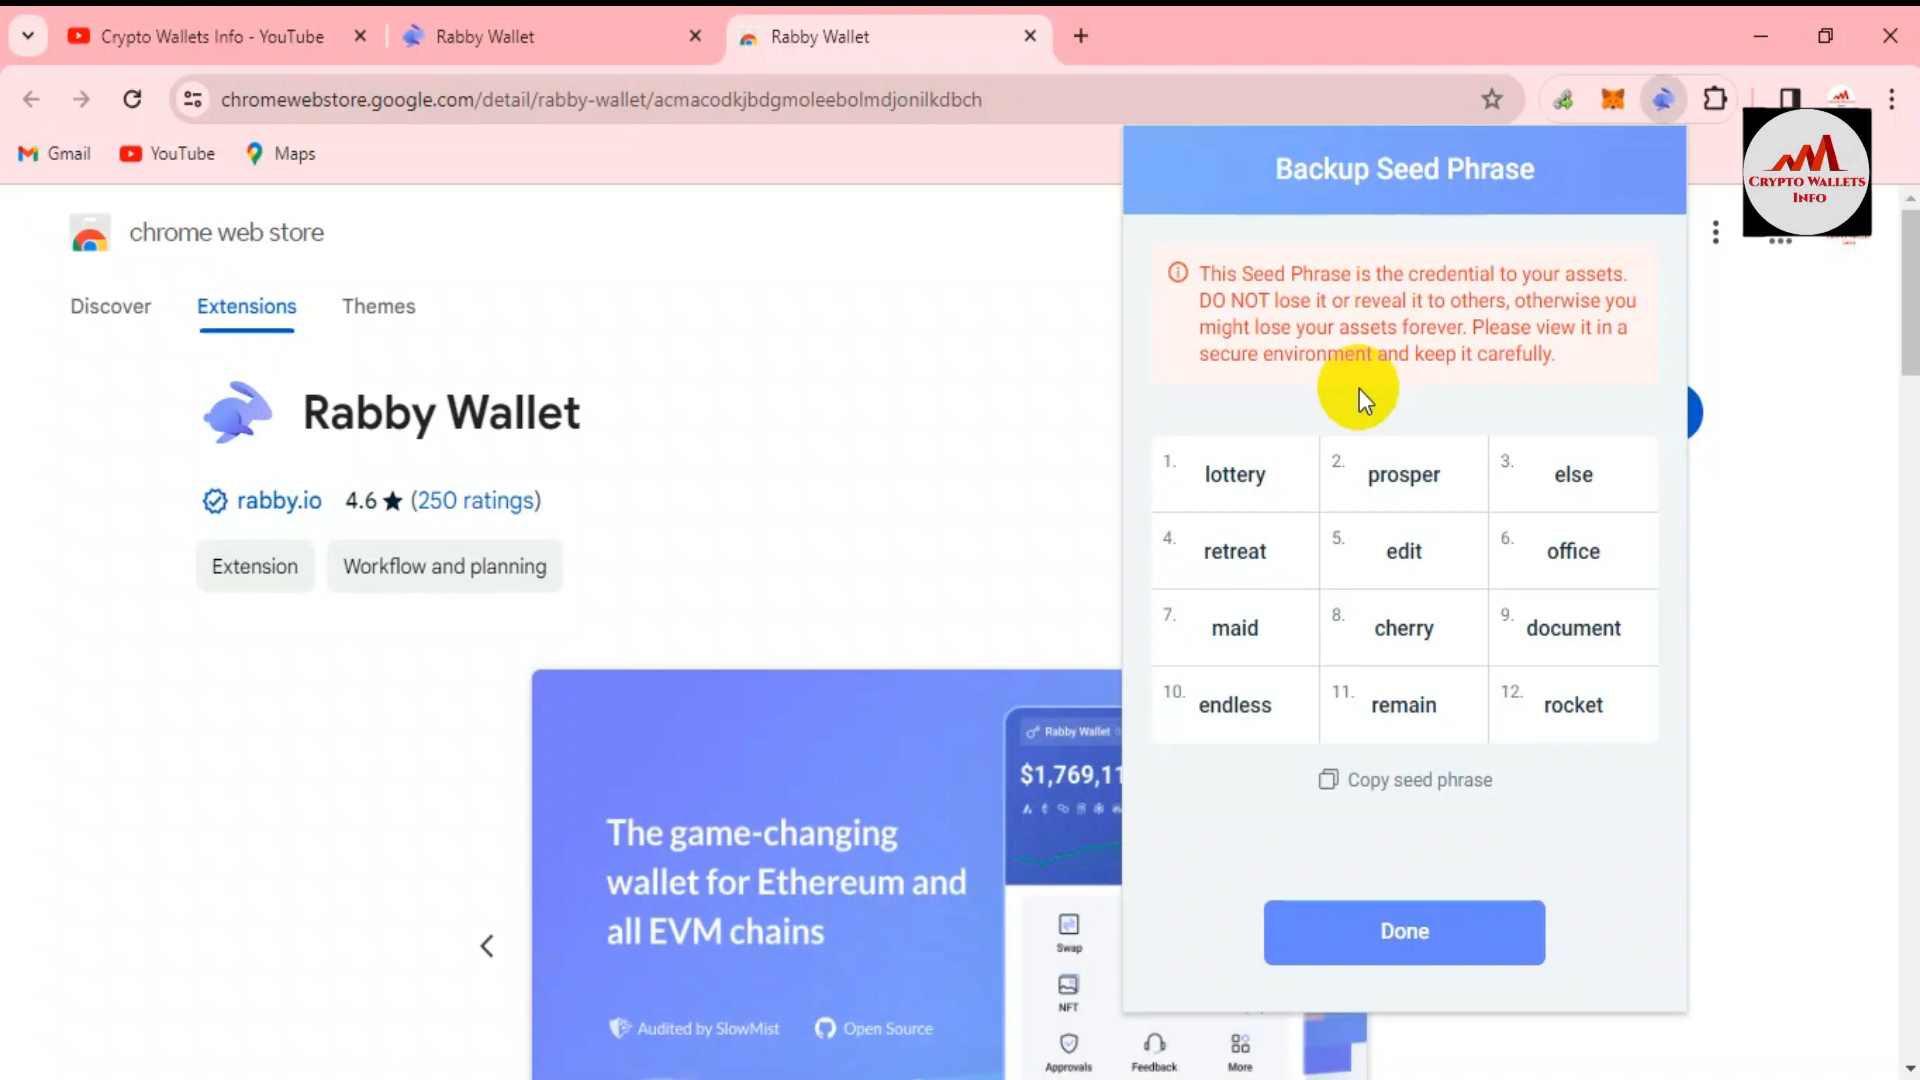 Crypto Wallets Info - YouTube
Rabby Wallet
Rabby Wallet
chromewebstore.google.com/detail/rabby-wallet/acmacodkjbdgmoleebolmdjonilkdbch
Gmail
YouTube
Maps
CRYPTO WALLETS
INFO
chrome web store
Discover
Extensions
Themes
Rabby Wallet
rabby.io 4.6 ★ (250 ratings)
Extension
Workflow and planning
The game-changing
wallet for Ethereum and
all EVM chains
Audited by SlowMist
Open Source
Rabby Wallet
$1,769,11
Swap
NFT
Approvals
Feedback
More
Backup Seed Phrase
This Seed Phrase is the credential to your assets.
DO NOT lose it or reveal it to others, otherwise you
might lose your assets forever. Please view it in a
secure environment and keep it carefully.
1. lottery
2. prosper
3. else
4. retreat
5. edit
6. office
7. maid
8. cherry
9. document
10. endless
11. remain
12. rocket
Copy seed phrase
Done